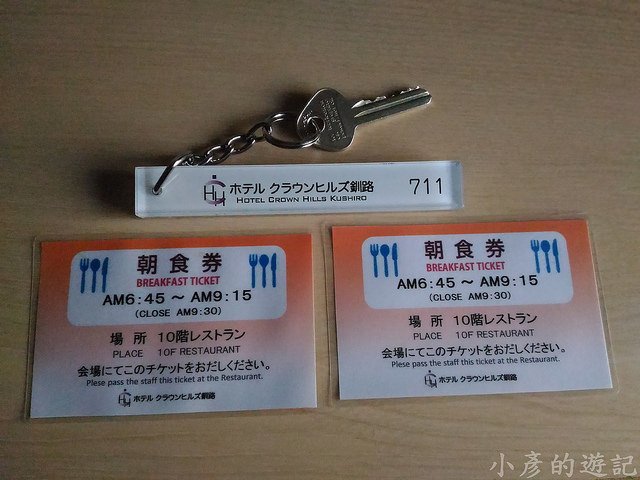 ホテル クラウンヒルズ釧路
HOTEL CROWN HILLS KUSHIRO
711
朝食券
BREAKFAST TICKET
AM6:45 ～ AM9:15
(CLOSE AM9:30)
場 所 10階レストラン
PLACE 10F RESTAURANT
会場にてこのチケットをおだしください。
Plese pass the staff this ticket at the Restaurant.
ホテル クラウンヒルズ釧路
朝食券
BREAKFAST TICKET
AM6:45 ～ AM9:15
(CLOSE AM9:30)
場 所 10階レストラン
PLACE 10F RESTAURANT
会場にてこのチケットをおだしください。
Plese pass the staff this ticket at the Restaurant.
ホテル クラウンヒルズ釧路
小彥的遊記